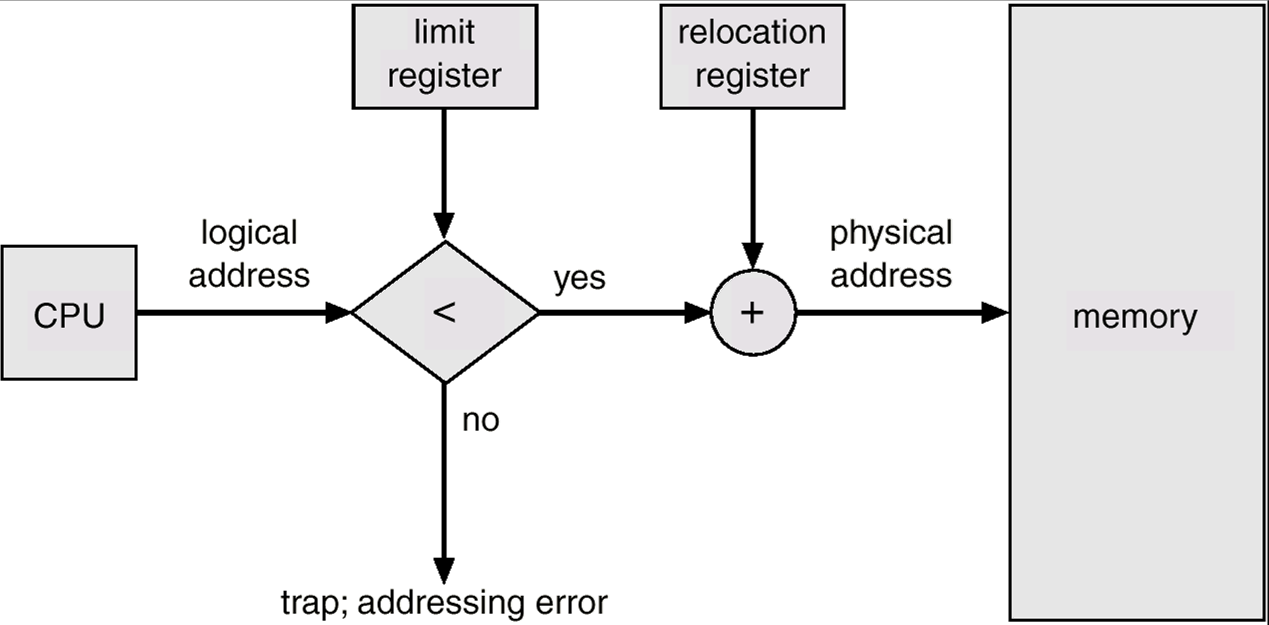 limit
register
relocation
register
logical
address
physical
address
CPU
<
yes
+
memory
no
trap; addressing error